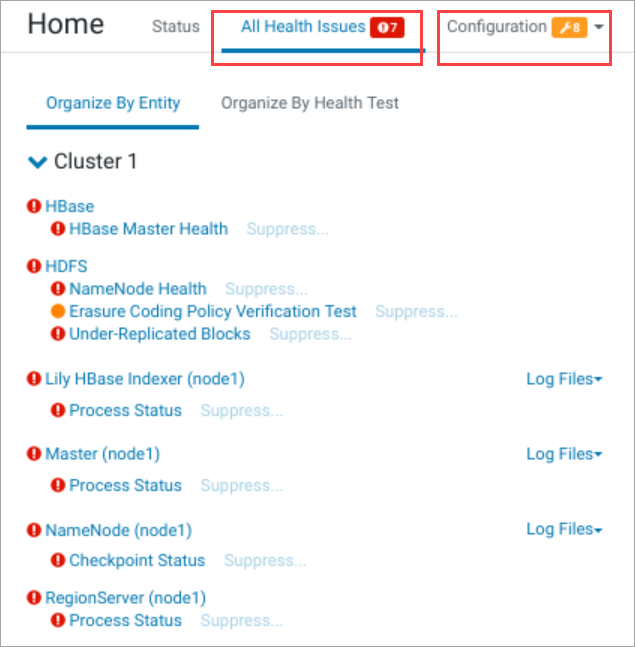 Home Status All Health Issues 7 Configuration 8
Organize By Entity Organize By Health Test
Cluster 1
HBase
HBase Master Health Suppress...
HDFS
NameNode Health Suppress...
Erasure Coding Policy Verification Test Suppress...
Under-Replicated Blocks Suppress...
Lily HBase Indexer (node1) Log Files
Process Status Suppress...
Master (node1) Log Files
Process Status Suppress...
NameNode (node1) Log Files
Checkpoint Status Suppress...
RegionServer (node1)
Process Status Suppress...